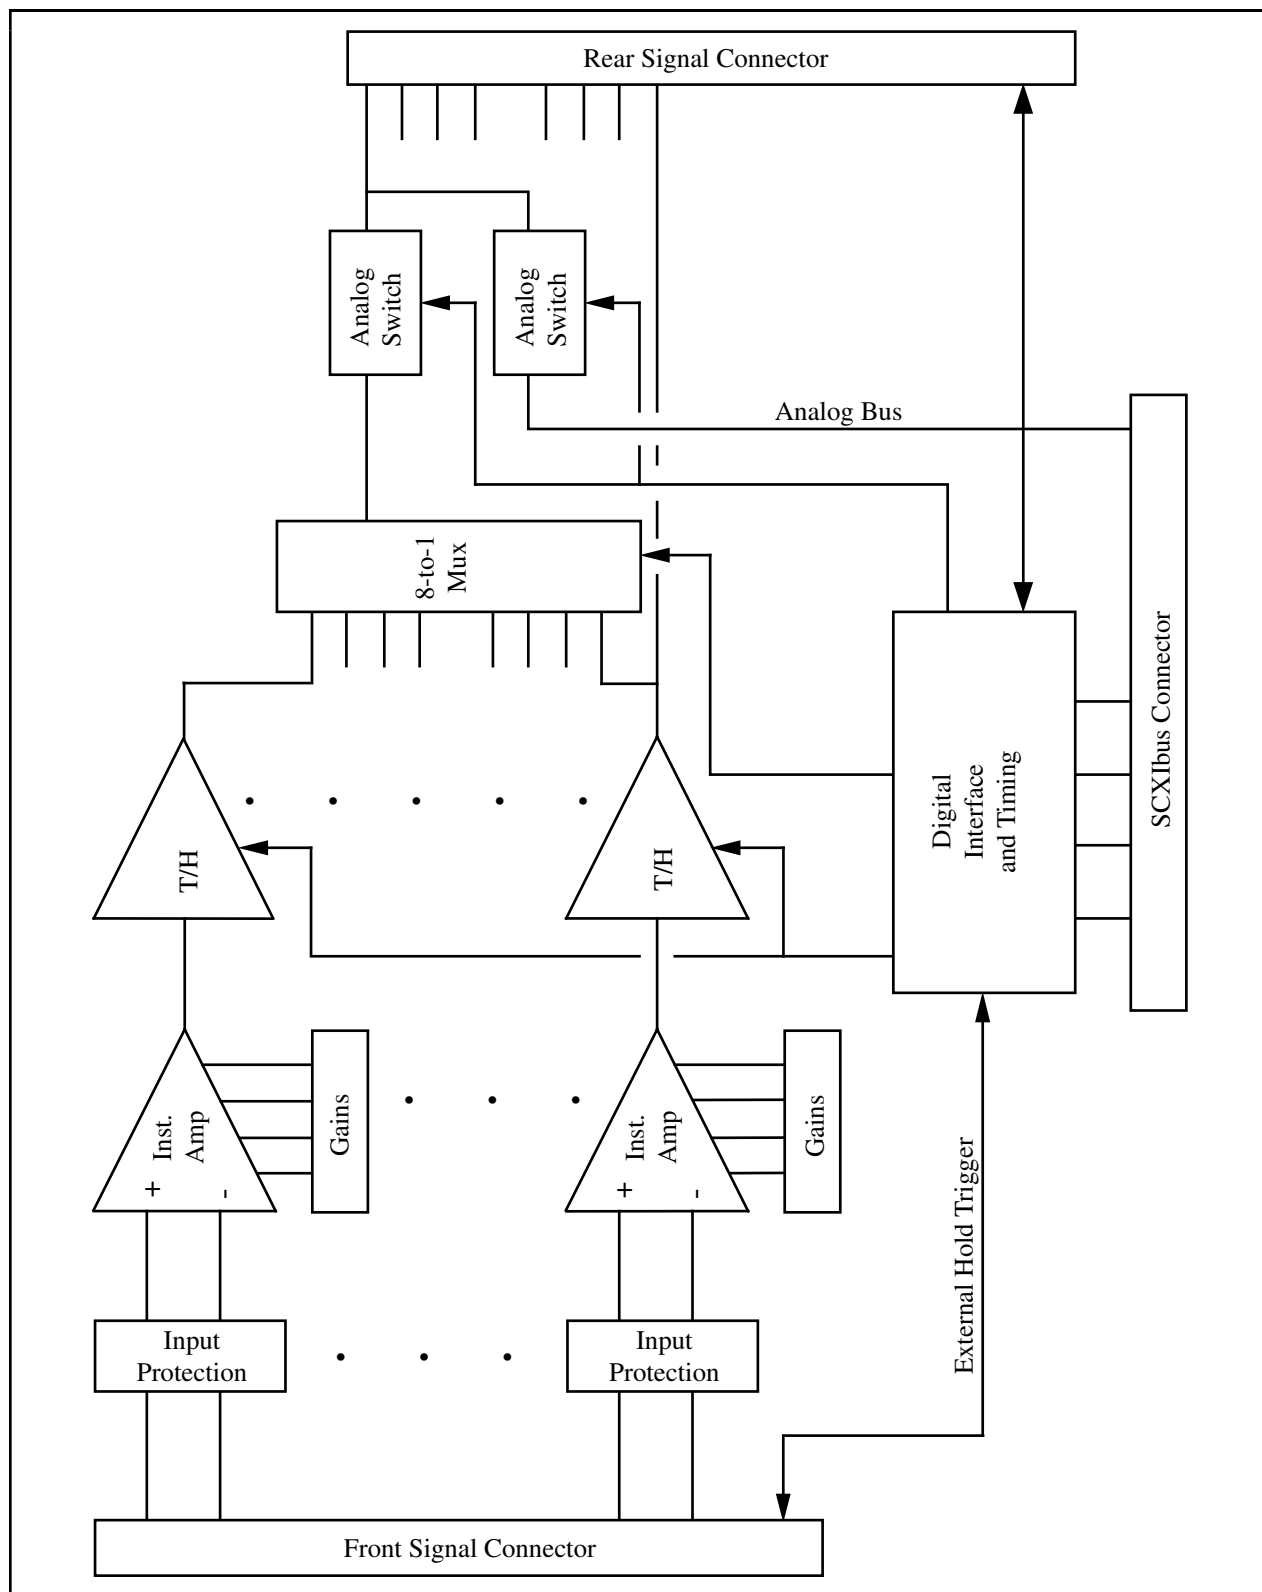 Rear Signal Connector
Analog
Switch
Analog
Switch
Analog Bus
8-to-1
Mux
SCXIbus Connector
Digital
Interface
and Timing
T/H
T/H
Inst.
Amp
+
-
Gains
Inst.
Amp
+
-
Gains
External Hold Trigger
Input
Protection
Input
Protection
Front Signal Connector